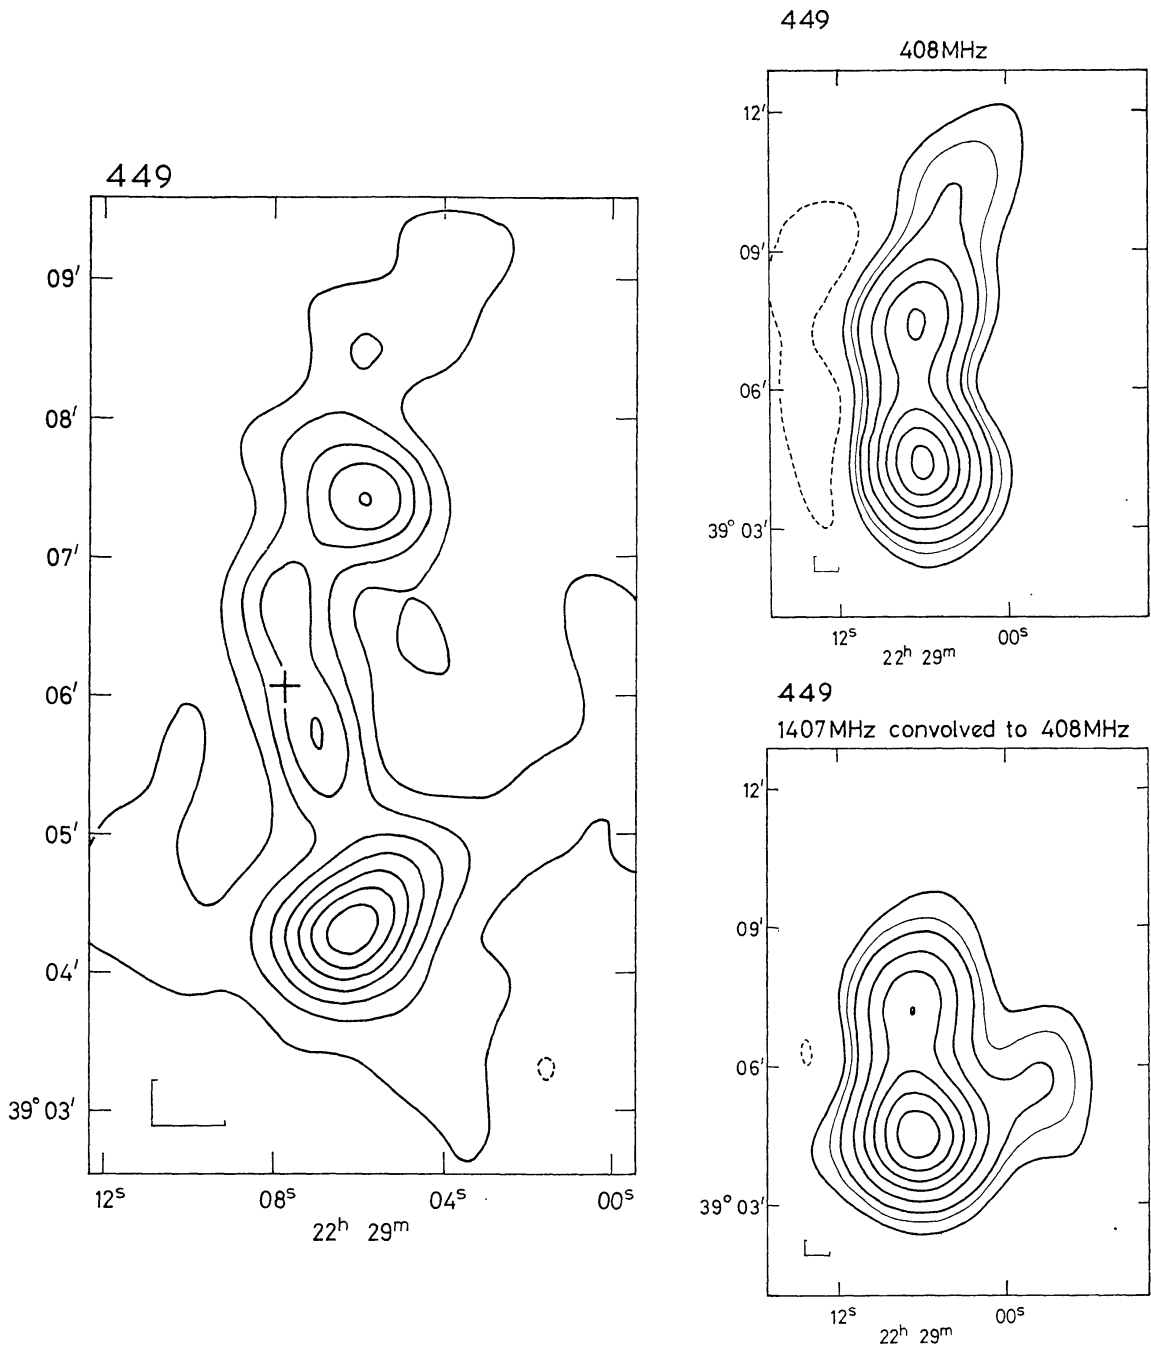 449
09′
08′
07′
06′
05′
04′
39° 03′
12ˢ 08ˢ 04ˢ 00ˢ
22ʰ 29ᵐ
449
408MHz
12′
09′
06′
39° 03′
12ˢ 00ˢ
22ʰ 29ᵐ
449
1407MHz convolved to 408MHz
12′
09′
06′
39° 03′
12ˢ 00ˢ
22ʰ 29ᵐ